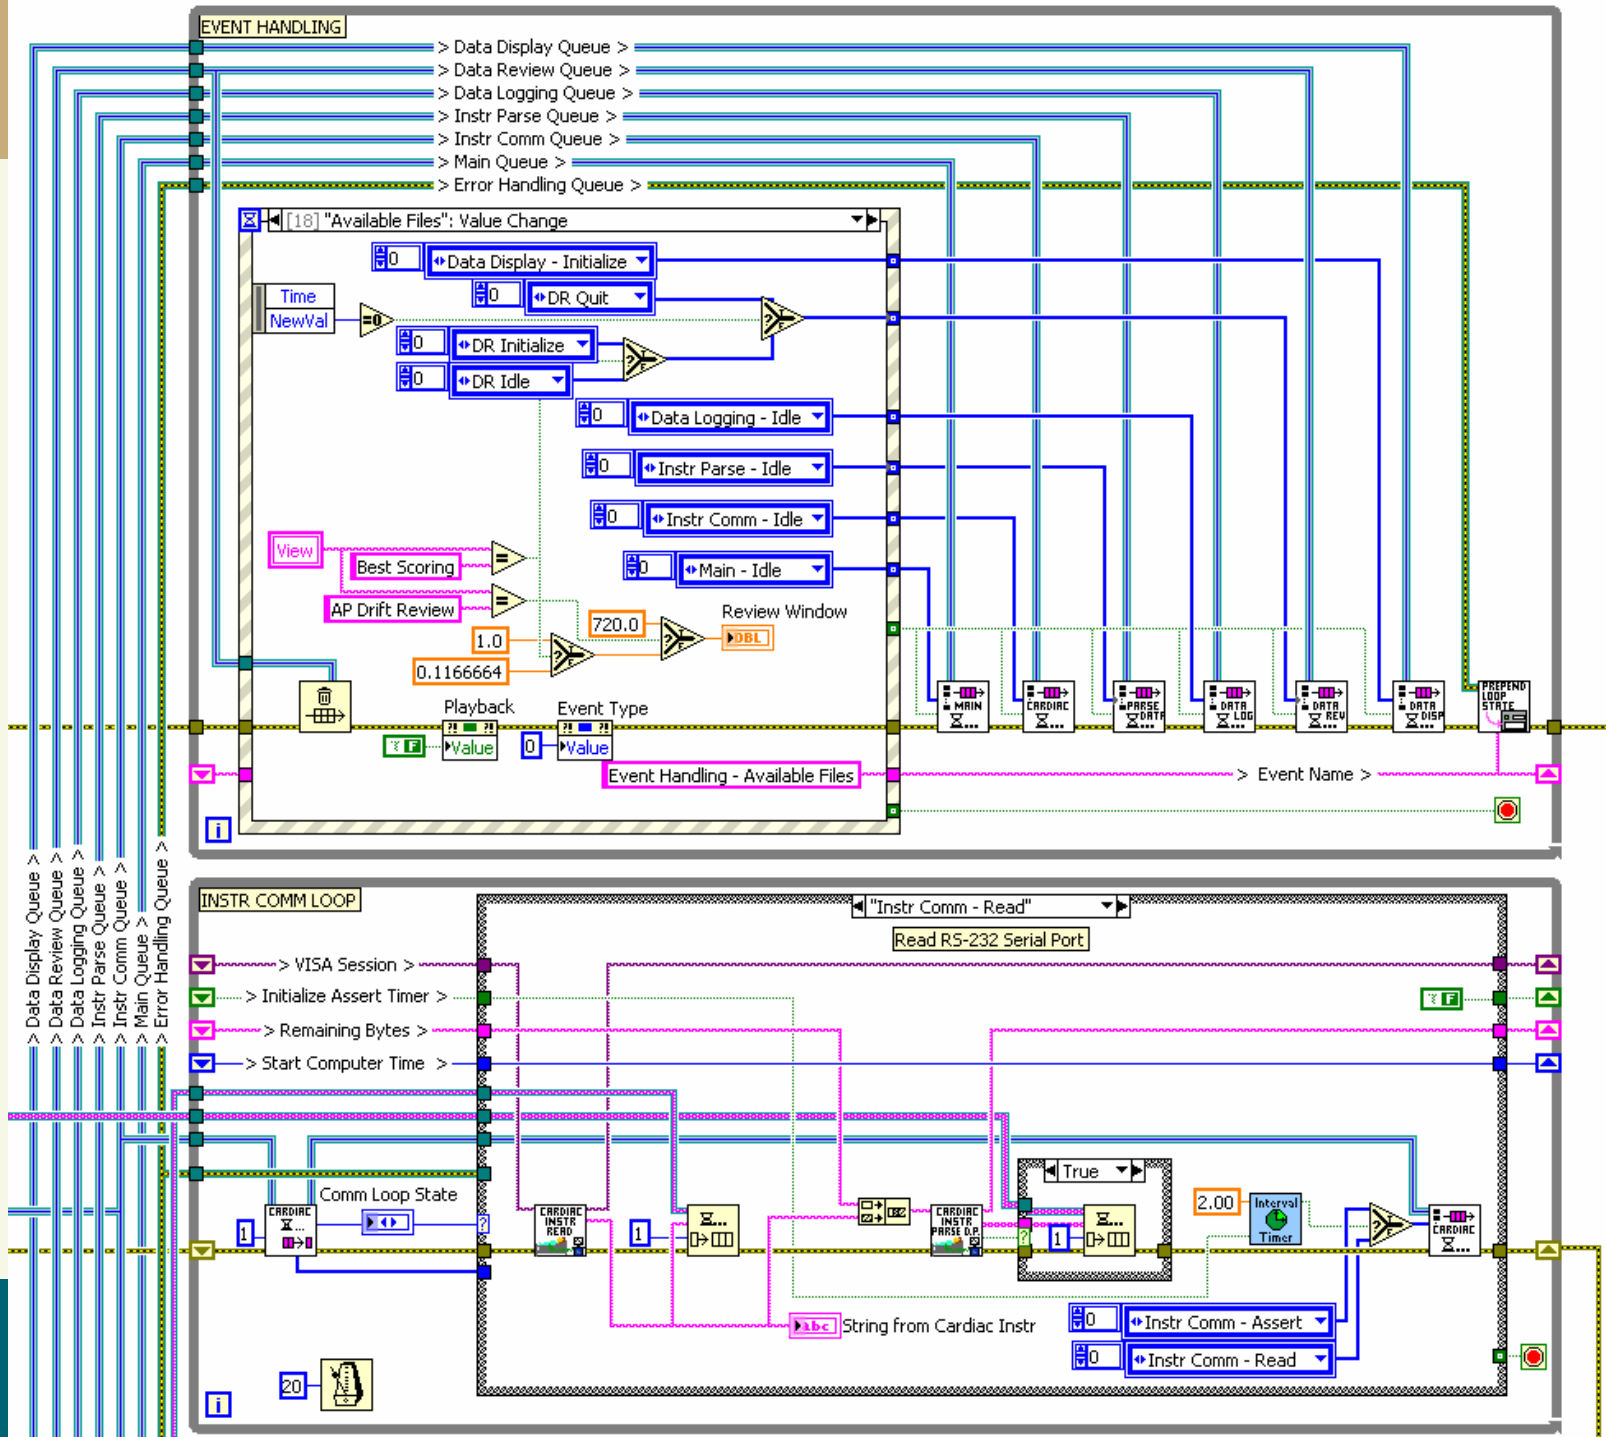 EVENT HANDLING
> Data Display Queue >
> Data Review Queue >
> Data Logging Queue >
> Instr Parse Queue >
> Instr Comm Queue >
> Main Queue >
> Error Handling Queue >
[18] "Available Files": Value Change
0 Data Display - Initialize
0 DR Quit
Time
NewVal
=0
?
F
0 DR Initialize
?
F
0 DR Idle
0 Data Logging - Idle
0 Instr Parse - Idle
0 Instr Comm - Idle
View
Best Scoring
=
0 Main - Idle
AP Drift Review
=
Review Window
720.0
?
F
DBL
1.0
?
F
0.1166664
MAIN
CARDIAC
PARSE
DATA
DATA
LOG
DATA
REV
DATA
DISP
PREPEND
LOOP
STATE
Playback
Event Type
F
Value
0
Value
Event Handling - Available Files
> Event Name >
i
> Data Display Queue >
> Data Review Queue >
> Data Logging Queue >
> Instr Parse Queue >
> Instr Comm Queue >
> Main Queue >
> Error Handling Queue >
INSTR COMM LOOP
"Instr Comm - Read"
Read RS-232 Serial Port
> VISA Session >
> Initialize Assert Timer >
F
> Remaining Bytes >
> Start Computer Time >
True
Comm Loop State
1
CARDIAC
?
CARDIAC
INSTR
READ
1
CARDIAC
INSTR
PARSE D.P.
?
1
2.00
Interval
Timer
?
F
CARDIAC
abc
String from Cardiac Instr
0 Instr Comm - Assert
0 Instr Comm - Read
20
i